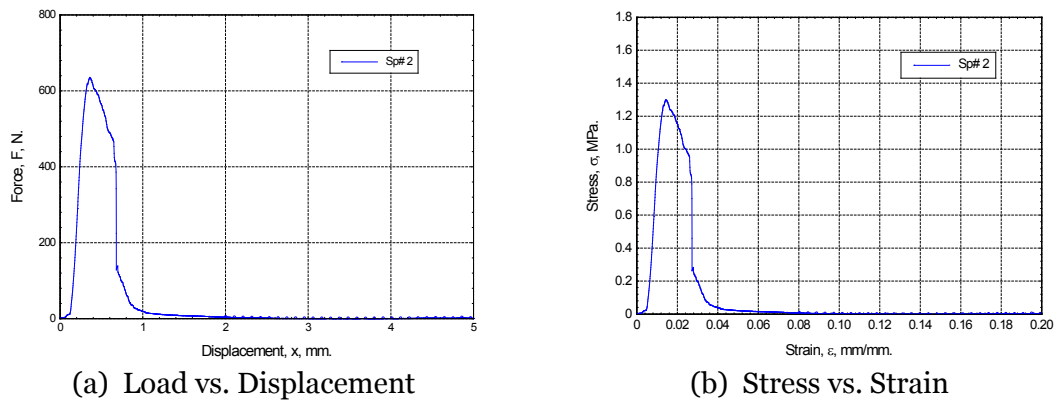 800
600
400
200
0
Force, F, N.
Sp# 2
0 1 2 3 4 5
Displacement, x, mm.
(a) Load vs. Displacement
1.8
1.6
1.4
1.2
1.0
0.8
0.6
0.4
0.2
0.0
Stress, σ, MPa.
Sp# 2
0 0.02 0.04 0.06 0.08 0.10 0.12 0.14 0.16 0.18 0.20
Strain, ε, mm/mm.
(b) Stress vs. Strain